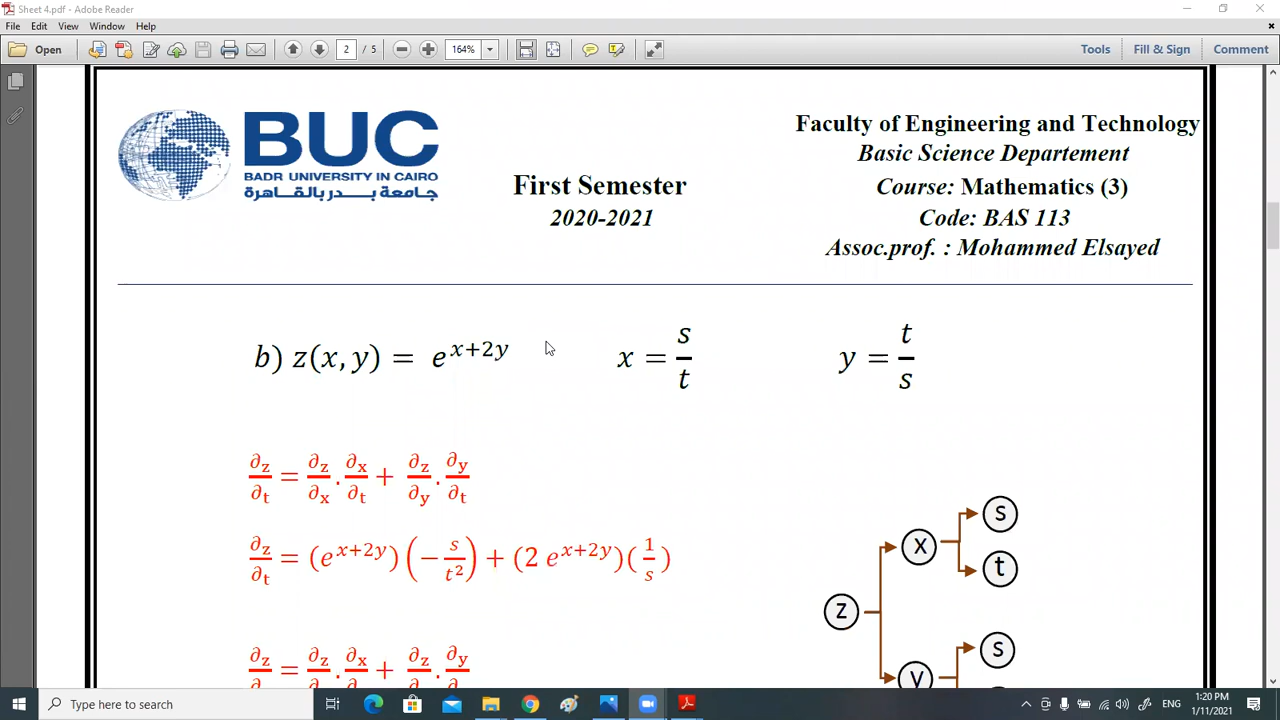 Sheet 4.pdf - Adobe Reader
File Edit View Window Help
Open 2 / 5 164% Tools Fill & Sign Comment
BUC
BADR UNIVERSITY IN CAIRO
جامعة بدر بالقاهرة
First Semester
2020-2021
Faculty of Engineering and Technology
Basic Science Departement
Course: Mathematics (3)
Code: BAS 113
Assoc.prof. : Mohammed Elsayed
b) z(x, y) = e^{x+2y} x = s/t y = t/s
∂z/∂t = ∂z/∂x . ∂x/∂t + ∂z/∂y . ∂y/∂t
∂z/∂t = (e^{x+2y}) (− s/t²) + (2 e^{x+2y})(1/s)
∂z ∂z ∂x + ∂z ∂y
s
x
t
z
s
y
Type here to search
ENG
1:20 PM
1/11/2021